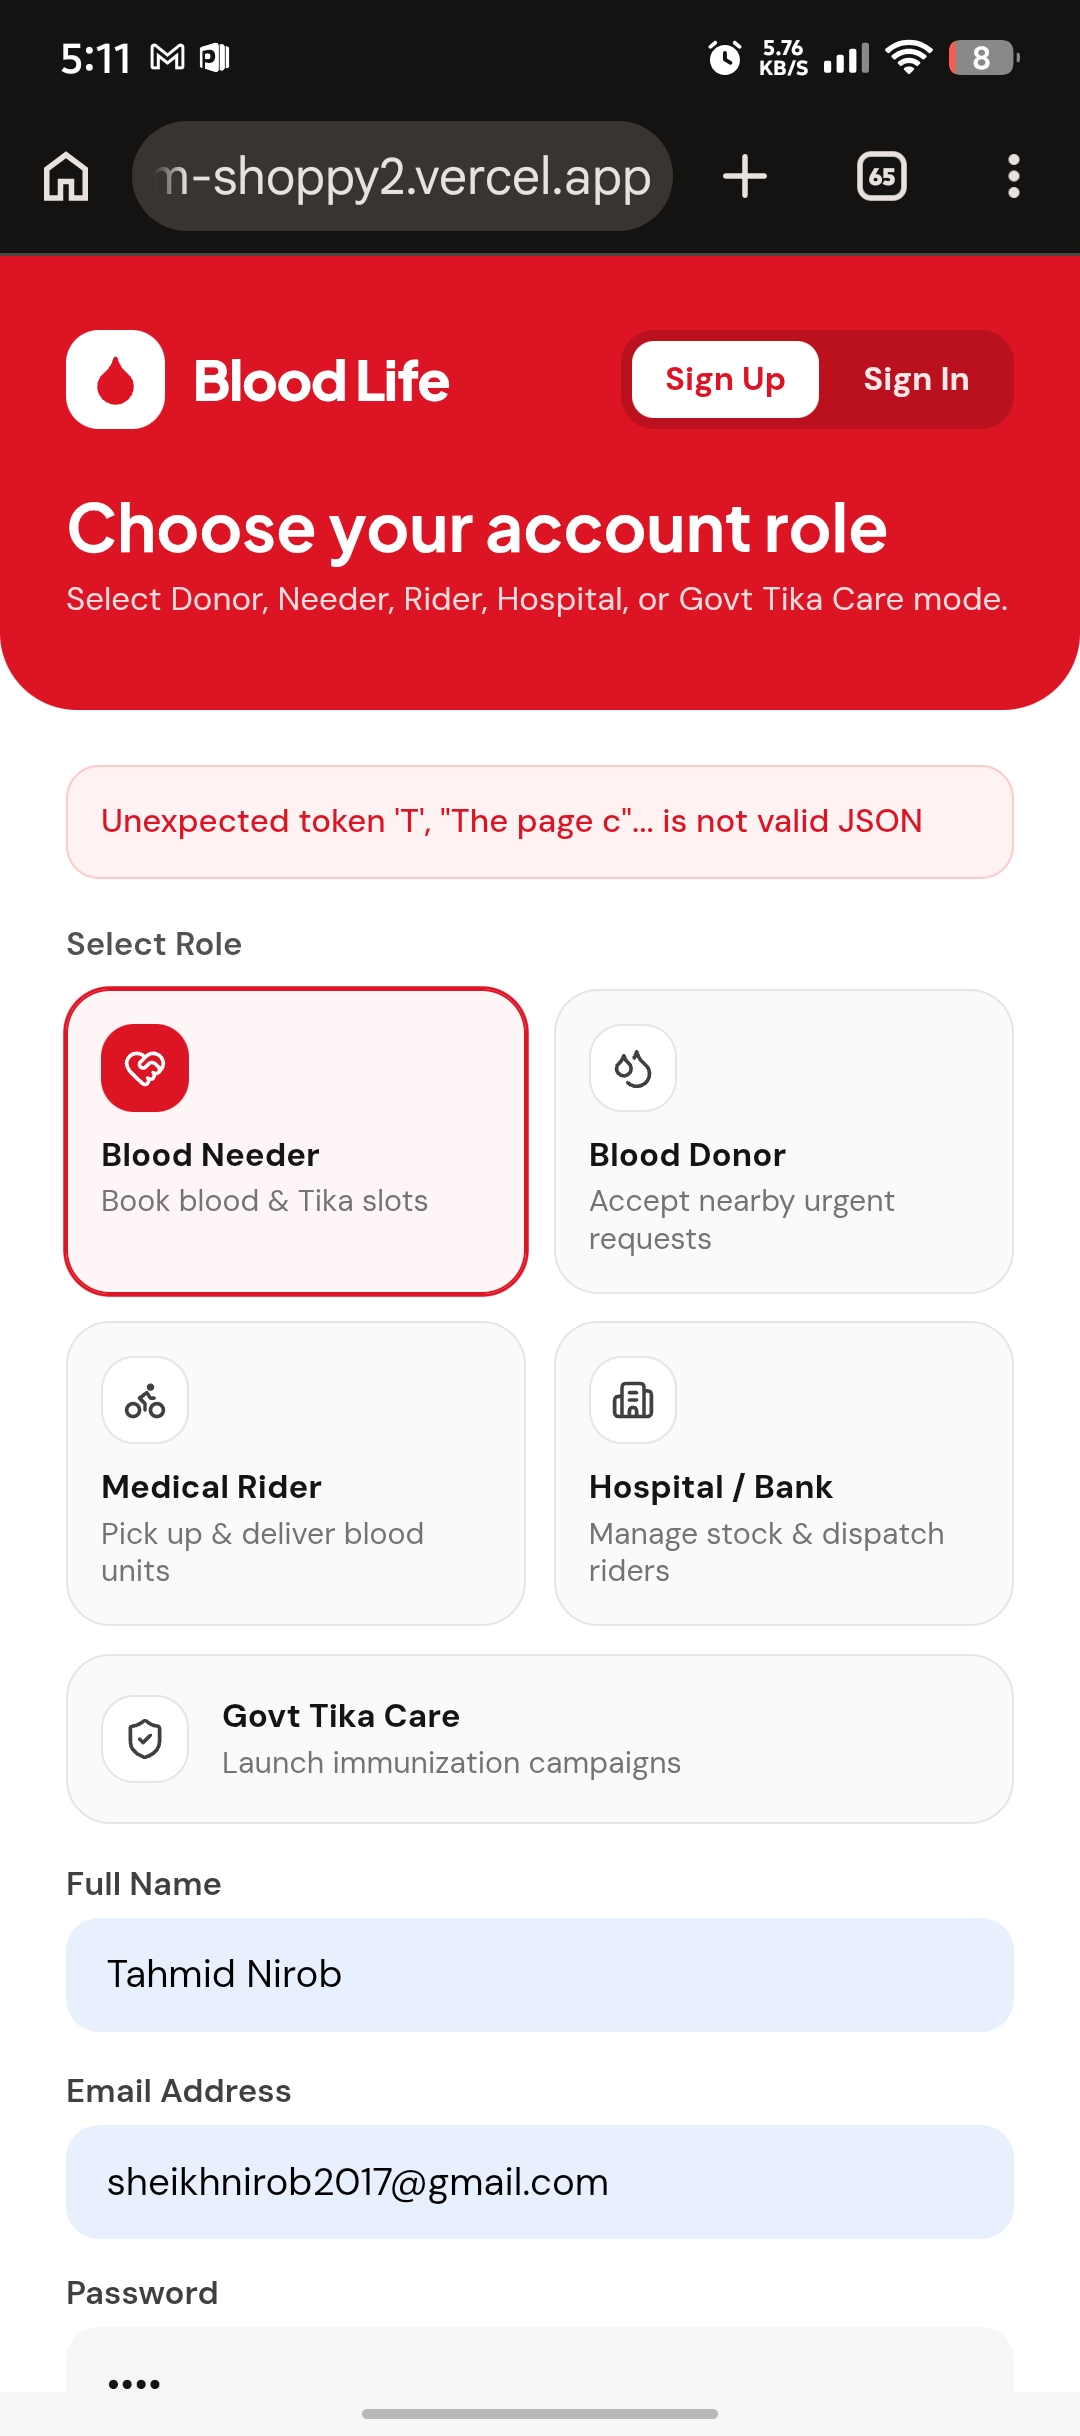 5:11
5.76
KB/S
8
m-shoppy2.vercel.app
65
Blood Life
Sign Up
Sign In
Choose your account role
Select Donor, Needer, Rider, Hospital, or Govt Tika Care mode.
Unexpected token 'T', "The page c"... is not valid JSON
Select Role
Blood Needer
Book blood & Tika slots
Blood Donor
Accept nearby urgent
requests
Medical Rider
Pick up & deliver blood
units
Hospital / Bank
Manage stock & dispatch
riders
Govt Tika Care
Launch immunization campaigns
Full Name
Tahmid Nirob
Email Address
sheikhnirob2017@gmail.com
Password
••••